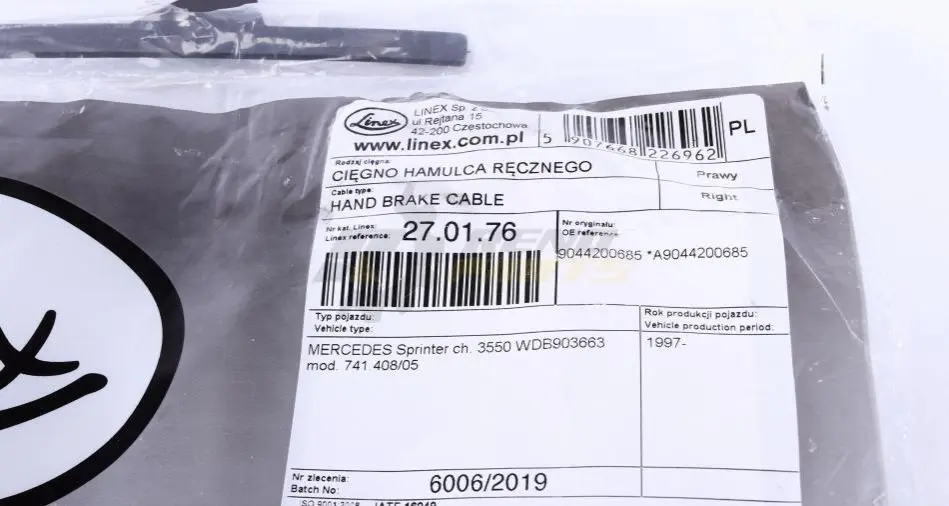 Linex
LINEX Sp. z
ul Rejtana 15
42-200 Częstochowa
www.linex.com.pl
5 907668 226962
PL
Rodzaj cięgna:
CIĘGNO HAMULCA RĘCZNEGO
Prawy
Cable type:
HAND BRAKE CABLE
Right
Nr kat. Linex:
Linex reference:
27.01.76
Nr oryginału:
OE reference:
9044200685 *A9044200685
Typ pojazdu:
Vehicle type:
Rok produkcji pojazdu:
Vehicle production period:
MERCEDES Sprinter ch. 3550 WDB903663
mod. 741.408/05
1997-
Nr zlecenia:
Batch No:
6006/2019